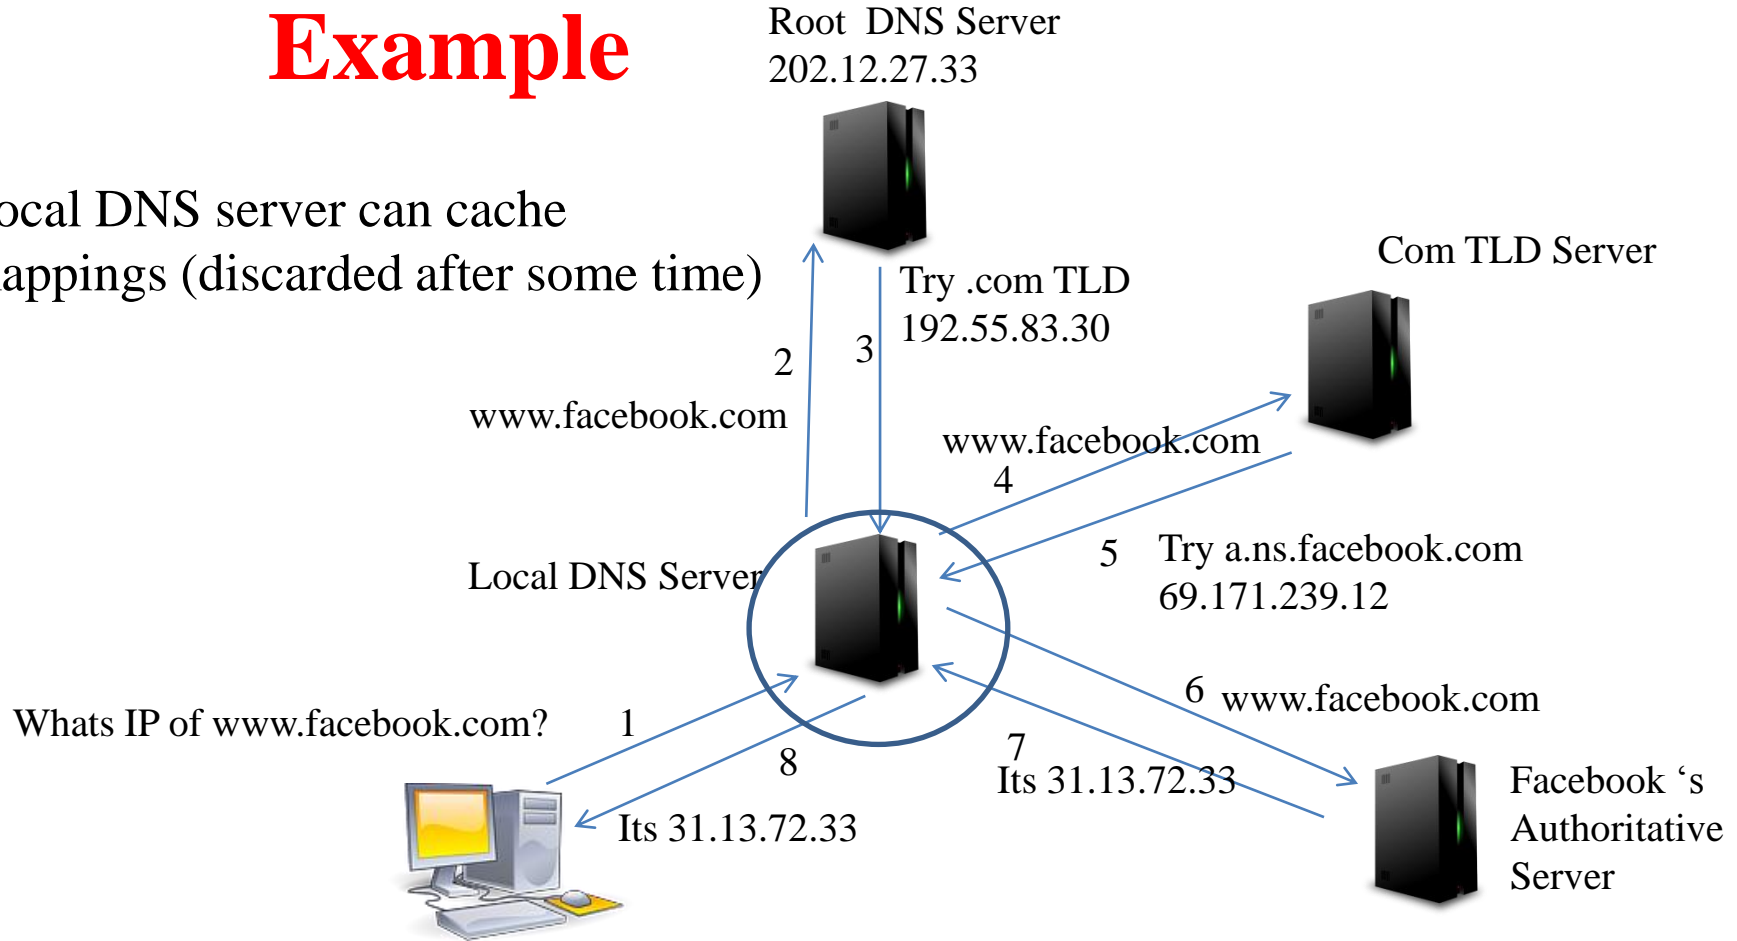 Example
Root DNS Server
202.12.27.33
ocal DNS server can cache
appings (discarded after some time)
Com TLD Server
Try .com TLD
192.55.83.30
2
3
www.facebook.com
www.facebook.com
4
5
Try a.ns.facebook.com
69.171.239.12
Local DNS Server
6
www.facebook.com
Whats IP of www.facebook.com?
1
7
Its 31.13.72.33
8
Its 31.13.72.33
Facebook ‘s
Authoritative
Server